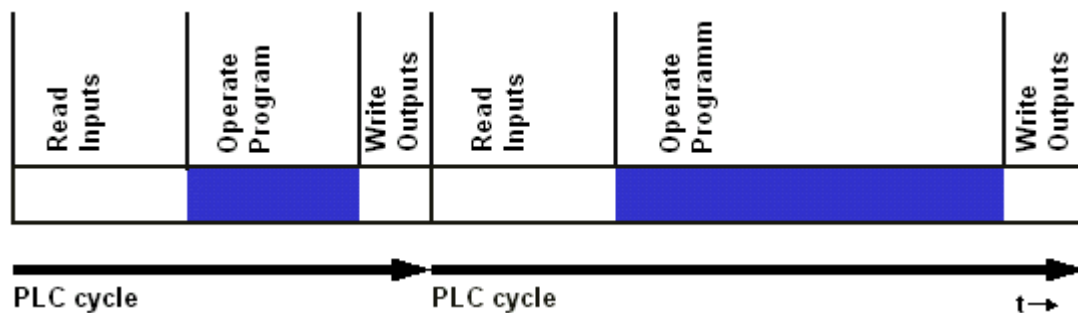 Read
Inputs
Operate
Program
Write
Outputs
Read
Inputs
Operate
Programm
Write
Outputs
PLC cycle
PLC cycle
t→